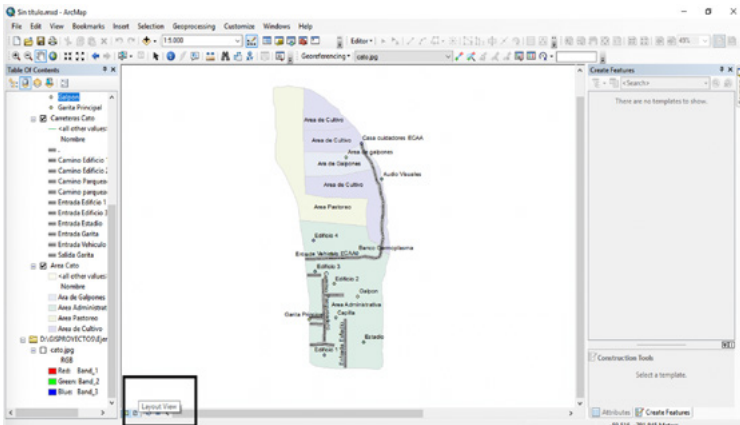 Sin título.mxd - ArcMap
File Edit View Bookmarks Insert Selection Geoprocessing Customize Windows Help
1:5.000
Editor
Georeferencing
cato.jpg
Table Of Contents
Galpon
Garita Principal
Carreteras Cato
<all other values>
Nombre
Camino Edificio
Camino Edificio
Camino Parquea
Camino parquea
Entrada Edificio 1
Entrada Edificio
Entrada Estadio
Entrada Garita
Entrada Vehiculo
Salida Garita
Area Cato
<all other values>
Nombre
Ara de Galpones
Area Administrat
Area Pastoreo
Area de Cultivo
cato.jpg
RGB
Red: Band_1
Green: Band_2
Blue: Band_3
Area de Cultivo
Area de Cultivo
Casa cuidadores ECAA
Area de galpones
Ara de Galpones
Audio Visuales
Area de Cultivo
Area Pastoreo
Edificio 4
Banco Germoplasma
Entrada Vehiculo ECAA
Edificio 3
Edificio 2
Galpon
Area Administrativa
Garita Principal
Capilla
Estadio
Edificio 1
Layout View
Create Features
<Search>
There are no templates to show.
Construction Tools
Select a template.
Attributes
Create Features